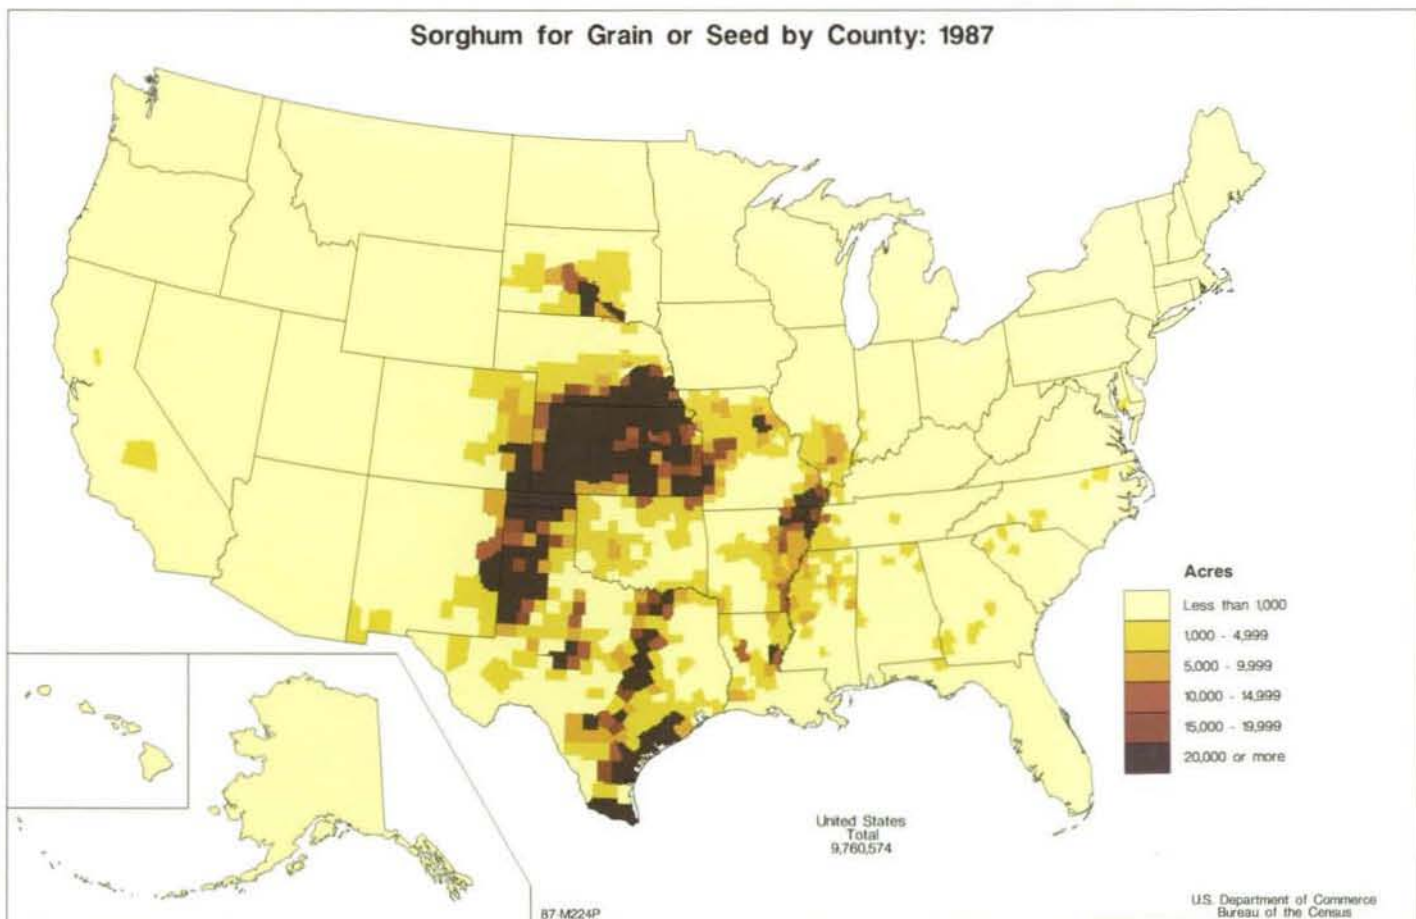 Sorghum for Grain or Seed by County: 1987
Acres
Less than 1,000
1,000 - 4,999
5,000 - 9,999
10,000 - 14,999
15,000 - 19,999
20,000 or more
United States
Total
9,760,574
87-M224P
U.S. Department of Commerce
Bureau of the Census